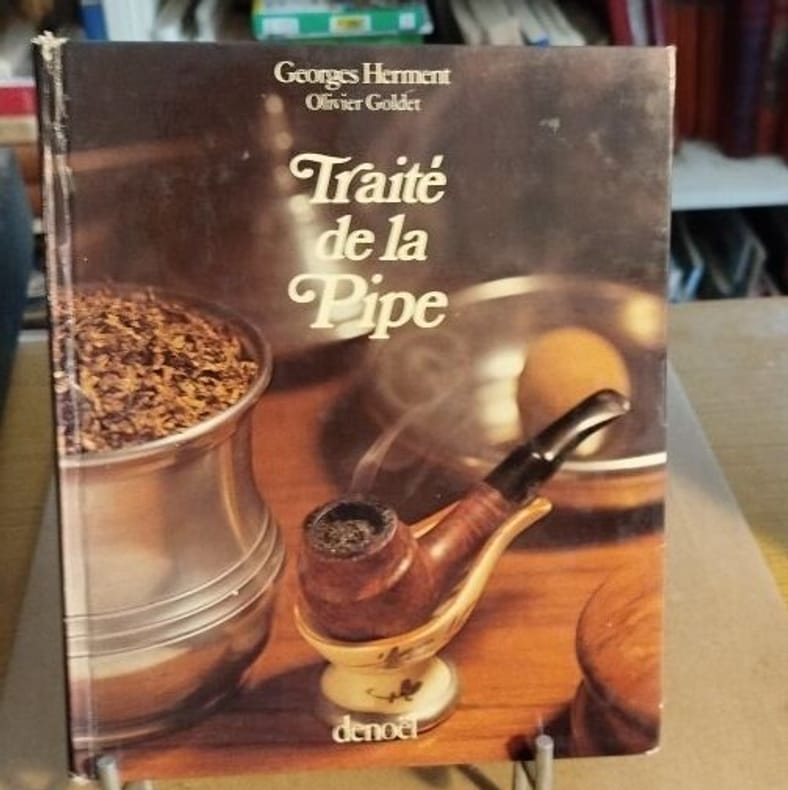 Georges Herment
Olivier Goldet
Traité
de la
Pipe
denoël